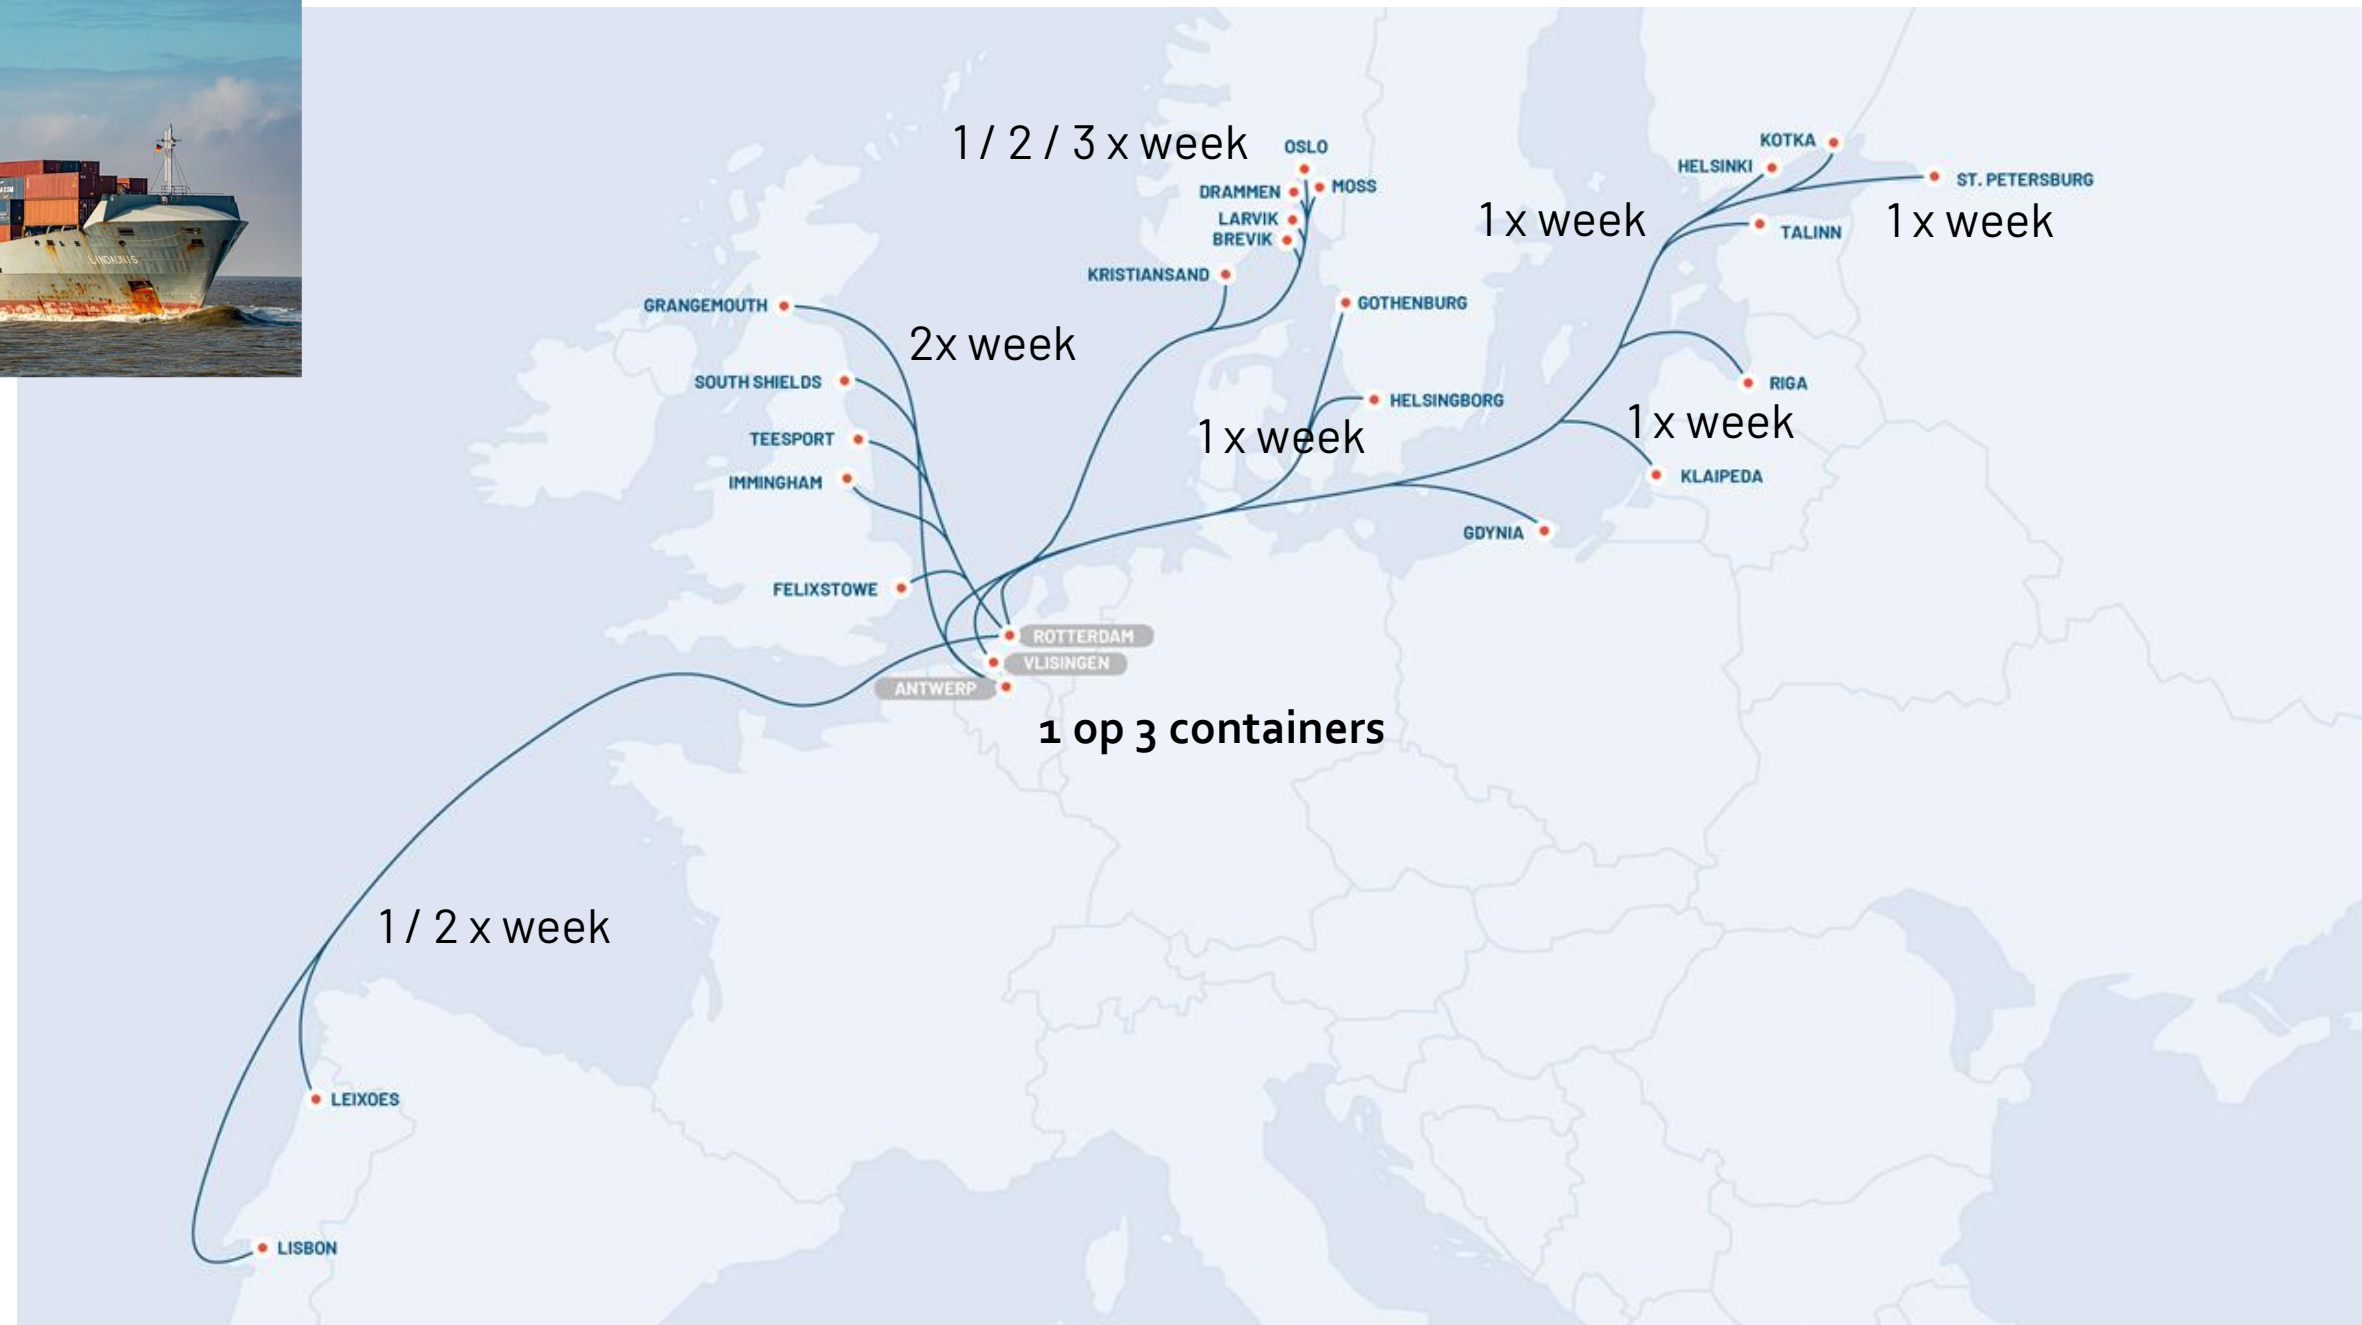 LINDAUNIS
1 / 2 / 3 x week
OSLO
DRAMMEN
MOSS
LARVIK
BREVIK
KRISTIANSAND
KOTKA
HELSINKI
ST. PETERSBURG
1 x week
TALINN
1 x week
GRANGEMOUTH
2x week
GOTHENBURG
SOUTH SHIELDS
HELSINGBORG
RIGA
1 x week
1 x week
TEESPORT
IMMINGHAM
KLAIPEDA
GDYNIA
FELIXSTOWE
ROTTERDAM
VLISINGEN
ANTWERP
1 op 3 containers
1 / 2 x week
LEIXOES
LISBON